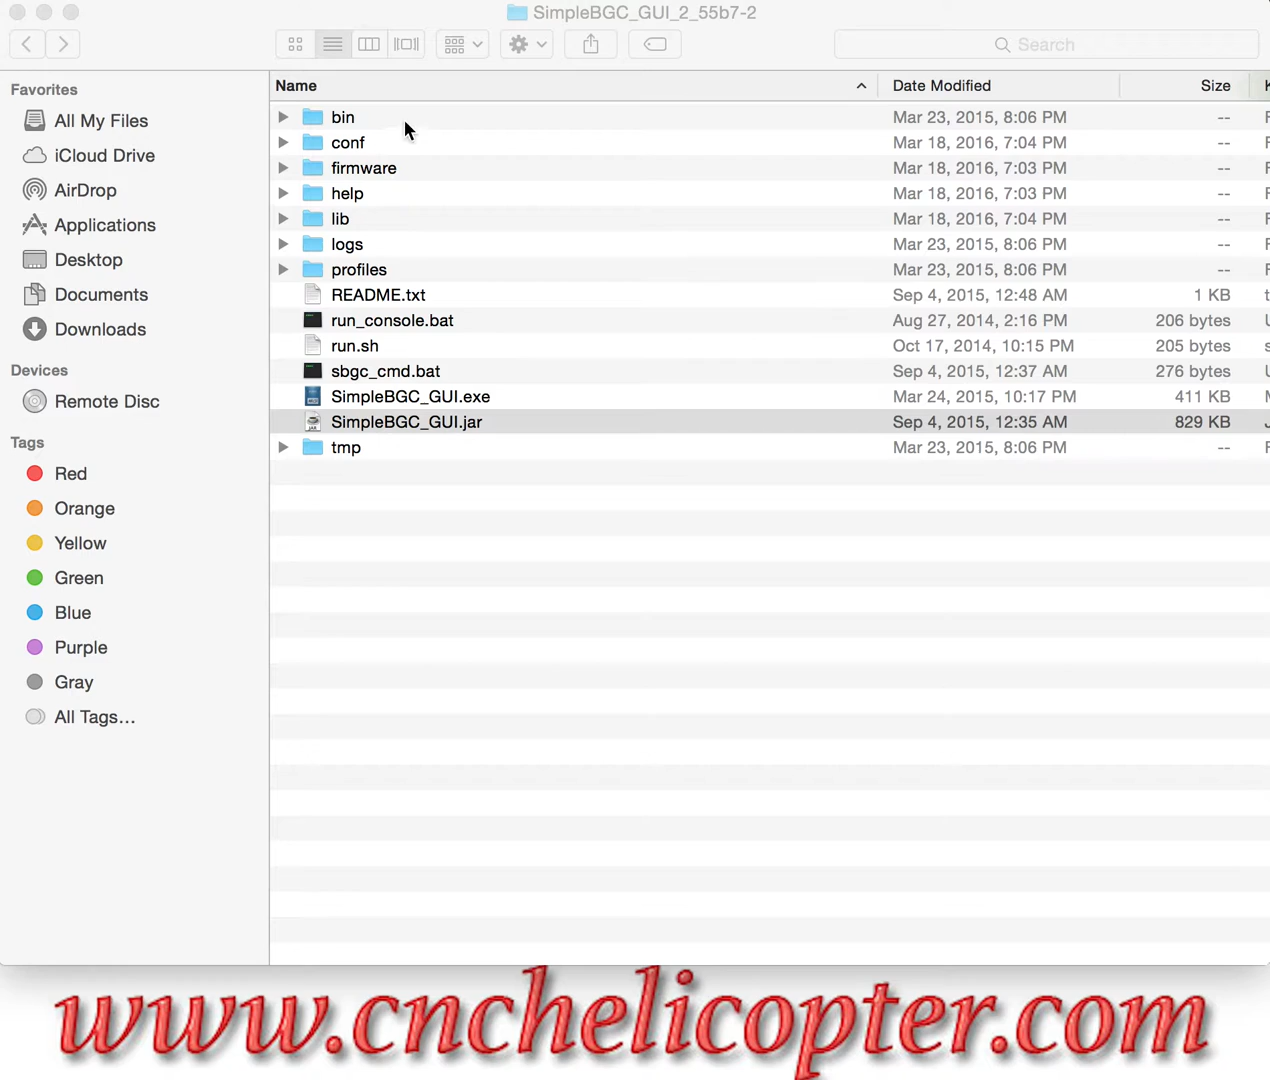 SimpleBGC_GUI_2_55b7-2
Search
Favorites
All My Files
iCloud Drive
AirDrop
Applications
Desktop
Documents
Downloads
Devices
Remote Disc
Tags
Red
Orange
Yellow
Green
Blue
Purple
Gray
All Tags…
Name Date Modified Size K
bin Mar 23, 2015, 8:06 PM -- F
conf Mar 18, 2016, 7:04 PM -- F
firmware Mar 18, 2016, 7:03 PM -- F
help Mar 18, 2016, 7:03 PM -- F
lib Mar 18, 2016, 7:04 PM -- F
logs Mar 23, 2015, 8:06 PM -- F
profiles Mar 23, 2015, 8:06 PM -- F
README.txt Sep 4, 2015, 12:48 AM 1 KB t
run_console.bat Aug 27, 2014, 2:16 PM 206 bytes U
run.sh Oct 17, 2014, 10:15 PM 205 bytes s
sbgc_cmd.bat Sep 4, 2015, 12:37 AM 276 bytes U
SimpleBGC_GUI.exe Mar 24, 2015, 10:17 PM 411 KB M
SimpleBGC_GUI.jar Sep 4, 2015, 12:35 AM 829 KB J
tmp Mar 23, 2015, 8:06 PM -- F
www.cnchelicopter.com